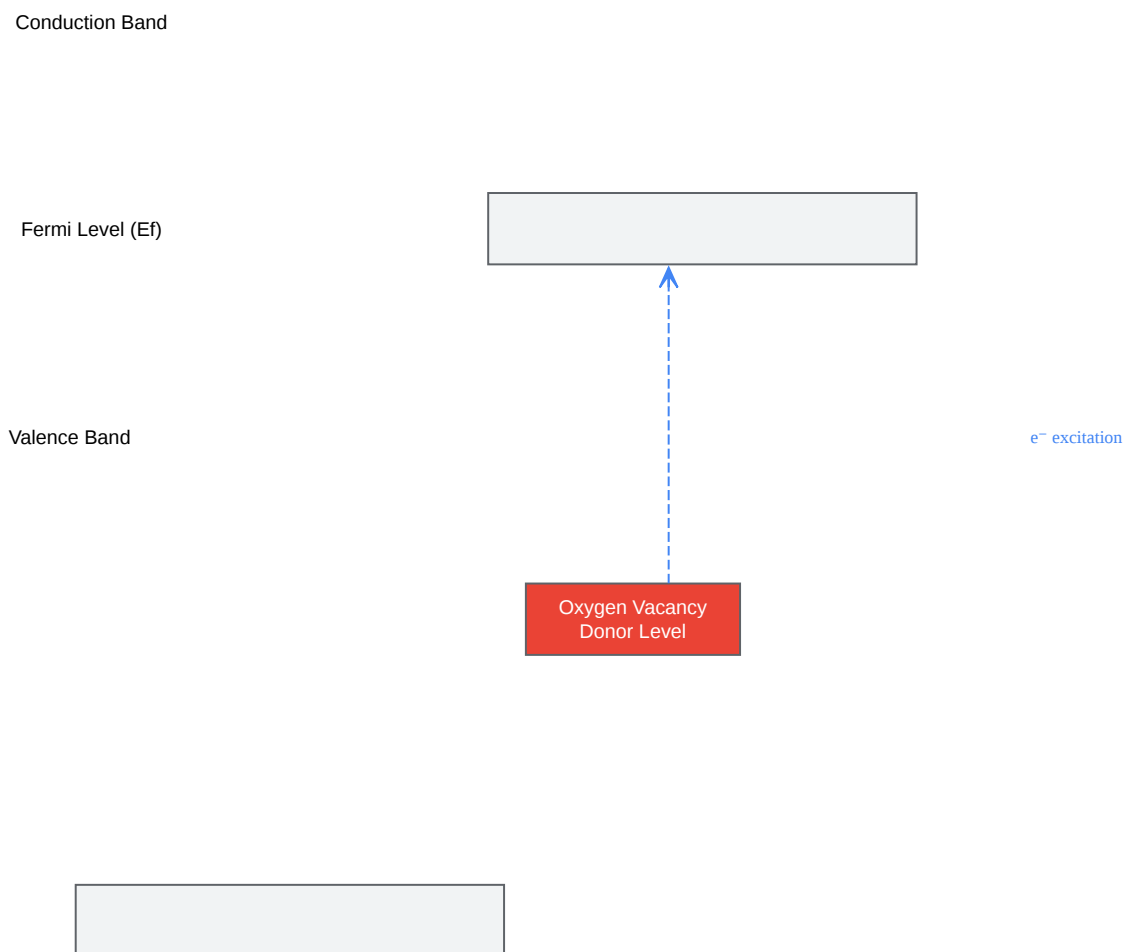 Conduction Band
Fermi Level (Ef)
Valence Band
e⁻ excitation
Oxygen Vacancy
Donor Level